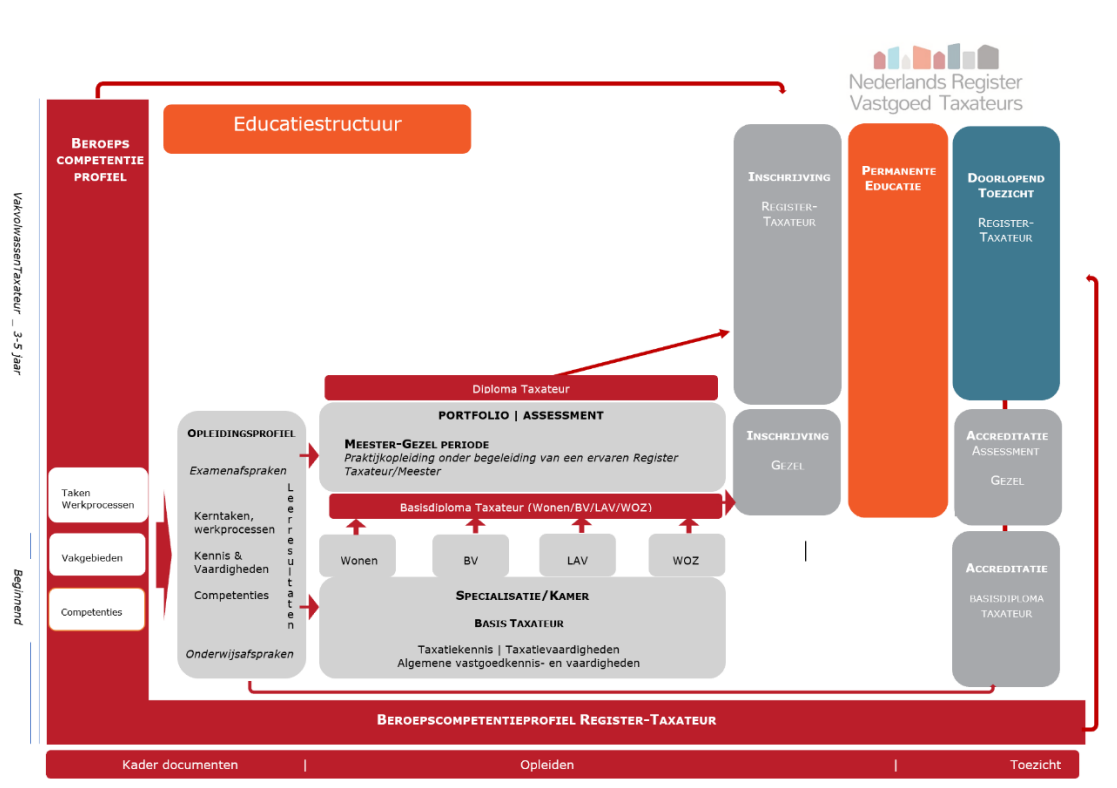 Nederlands Register
Vastgoed Taxateurs
Educatiestructuur
BEROEPS
COMPETENTIE
PROFIEL
VakvolwassenTaxateur _ 3-5 jaar
Beginnend
Taken
Werkprocessen
Vakgebieden
Competenties
OPLEIDINGSPROFIEL
Examenafspraken
Kerntaken,
werkprocessen
Kennis &
Vaardigheden
Competenties
Onderwijsafspraken
Leerresultaten
Diploma Taxateur
PORTFOLIO | ASSESSMENT
MEESTER-GEZEL PERIODE
Praktijkopleiding onder begeleiding van een ervaren Register
Taxateur/Meester
Basisdiploma Taxateur (Wonen/BV/LAV/WOZ)
Wonen
BV
LAV
WOZ
SPECIALISATIE/KAMER
BASIS TAXATEUR
Taxatiekennis | Taxatievaardigheden
Algemene vastgoedkennis- en vaardigheden
INSCHRIJVING
REGISTER-
TAXATEUR
INSCHRIJVING
GEZEL
PERMANENTE
EDUCATIE
DOORLOPEND
TOEZICHT
REGISTER-
TAXATEUR
ACCREDITATIE
ASSESSMENT
GEZEL
ACCREDITATIE
BASISDIPLOMA
TAXATEUR
BEROEPSCOMPETENTIEPROFIEL REGISTER-TAXATEUR
Kader documenten | Opleiden | Toezicht